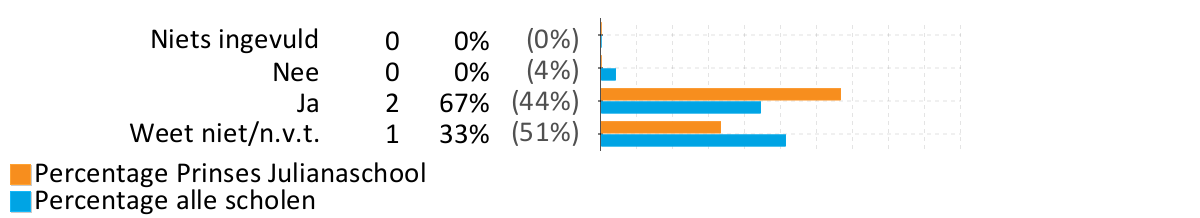 Niets ingevuld 0 0% (0%)
Nee 0 0% (4%)
Ja 2 67% (44%)
Weet niet/n.v.t. 1 33% (51%)
Percentage Prinses Julianaschool
Percentage alle scholen